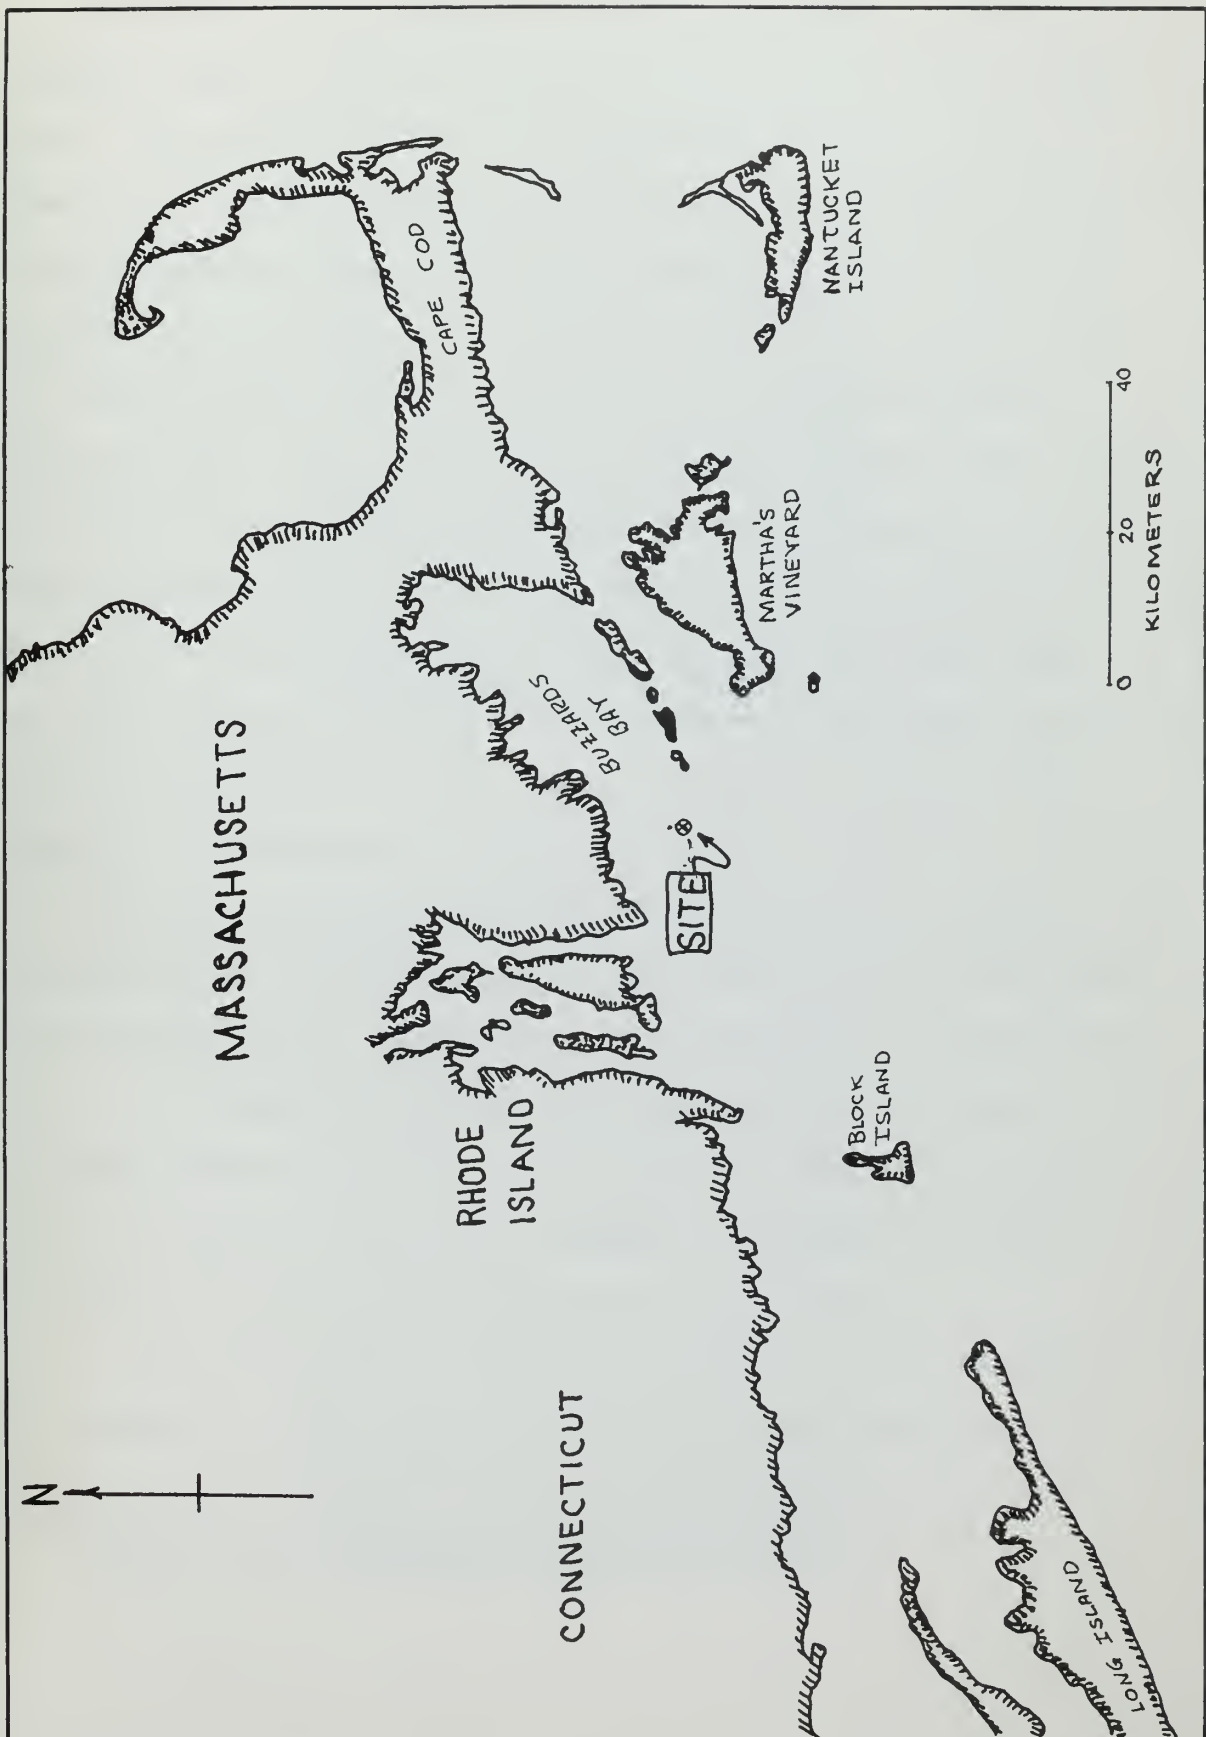 N
MASSACHUSETTS
CAPE COD
BUZZARDS
BAY
RHODE
ISLAND
SITE
CONNECTICUT
MARTHA'S
VINEYARD
NANTUCKET
ISLAND
BLOCK
ISLAND
LONG ISLAND
0 20 40
KILOMETERS